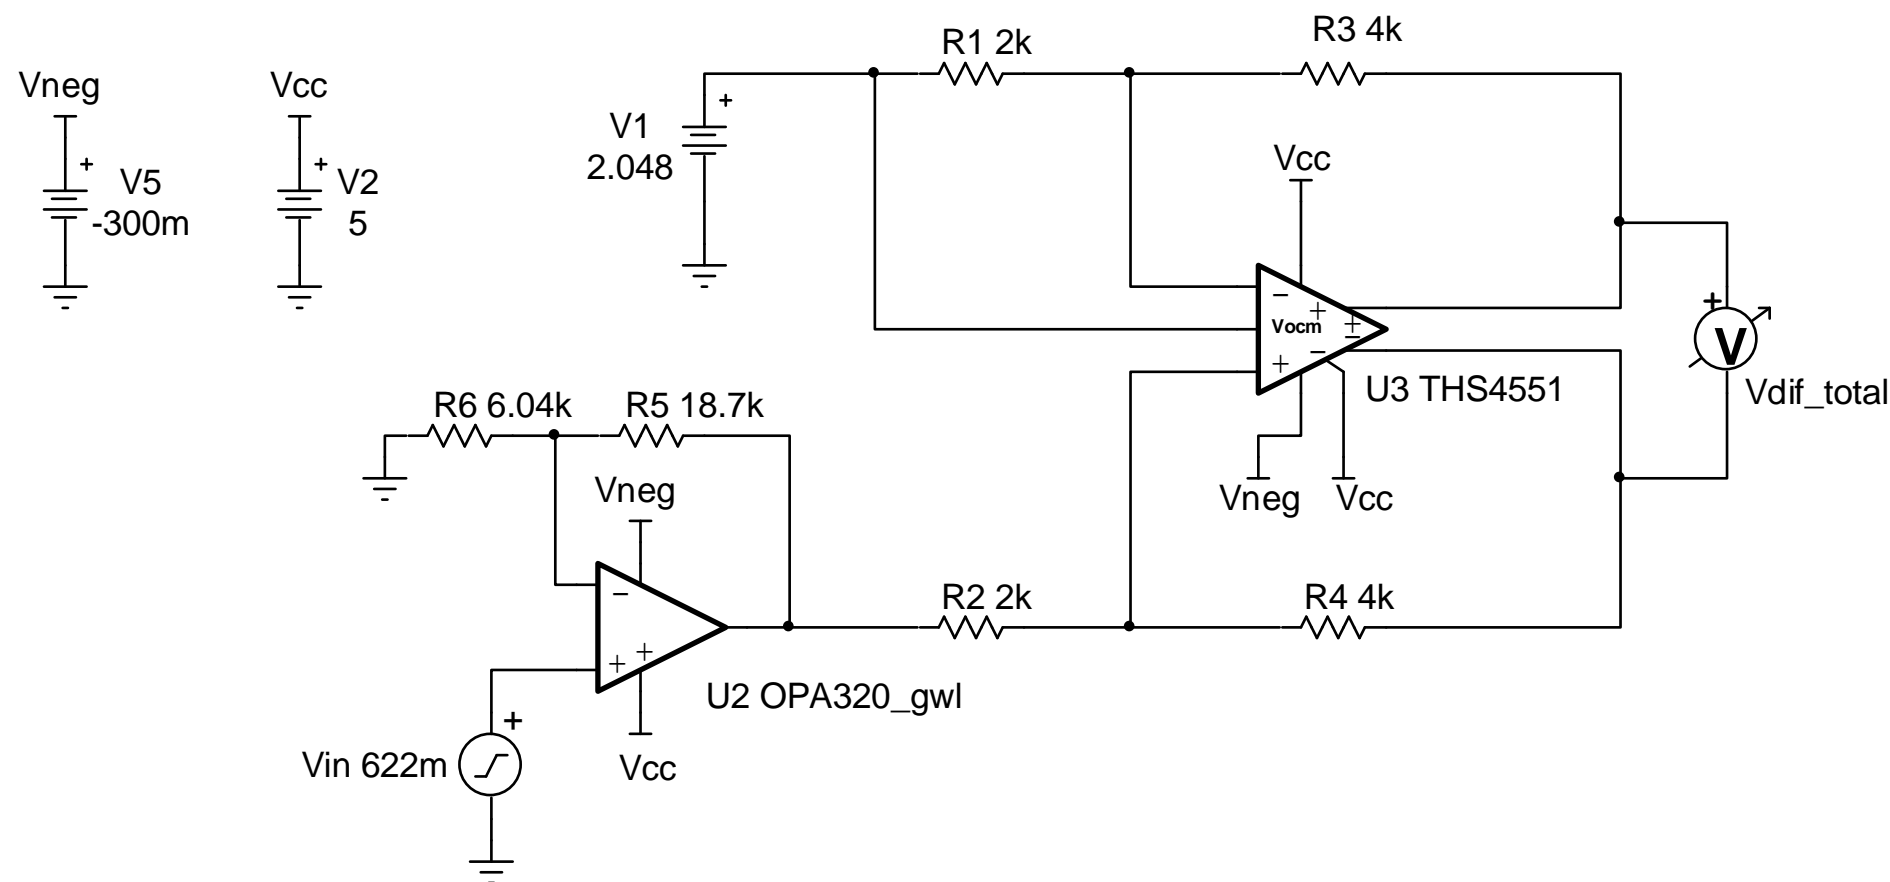 R1 2k
R3 4k
Vneg
Vcc
+
V5
-300m
+
V2
5
+
V1
2.048
Vcc
−
Vocm
+
+
−
+
−
U3 THS4551
Vneg
Vcc
+
V
Vdif_total
R6 6.04k
R5 18.7k
Vneg
−
+
+
U2 OPA320_gwl
Vcc
+
Vin 622m
R2 2k
R4 4k